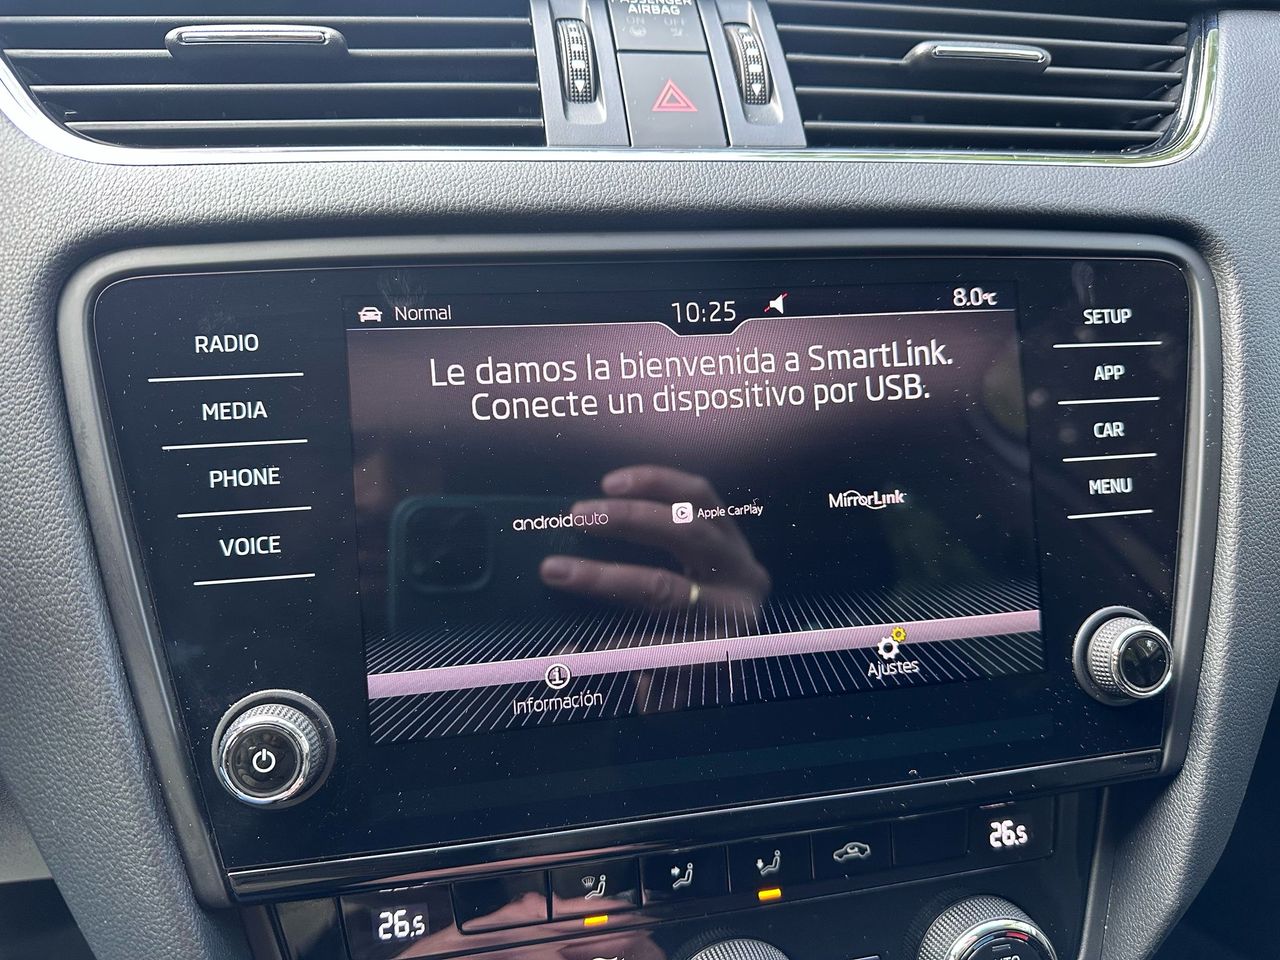 PASSENGER
AIRBAG
ON OFF
RADIO
MEDIA
PHONE
VOICE
Normal
10:25
8.0°C
Le damos la bienvenida a SmartLink.
Conecte un dispositivo por USB.
androidauto
Apple CarPlay
MirrorLink
Información
Ajustes
SETUP
APP
CAR
MENU
26.5
26.5